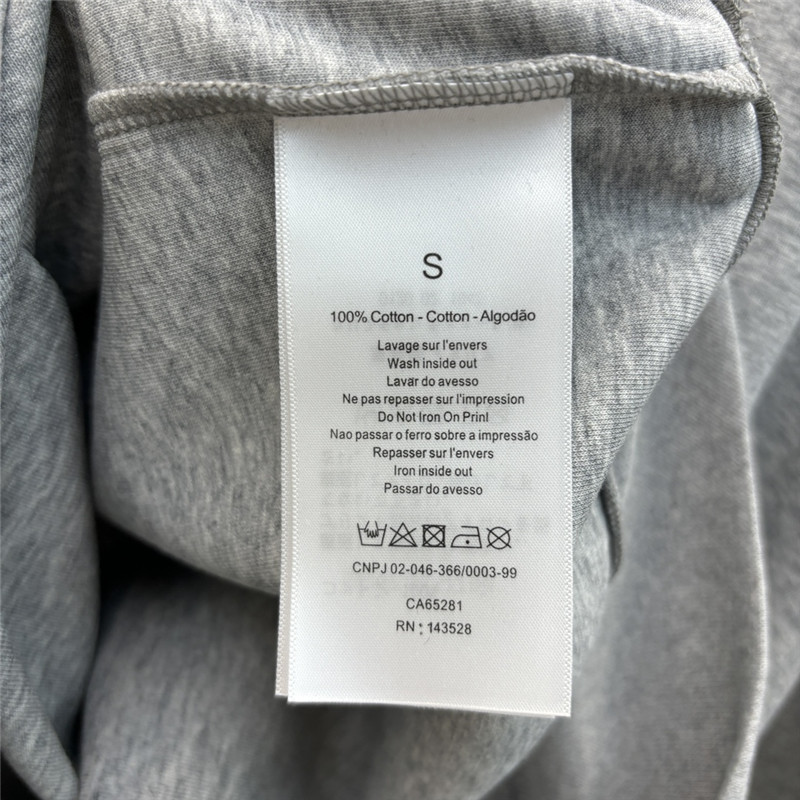 S
100% Cotton - Cotton - Algodão
Lavage sur l'envers
Wash inside out
Lavar do avesso
Ne pas repasser sur l'impression
Do Not Iron On Prinl
Nao passar o ferro sobre a impressão
Repasser sur l'envers
Iron inside out
Passar do avesso
CNPJ 02-046-366/0003-99
CA65281
RN : 143528